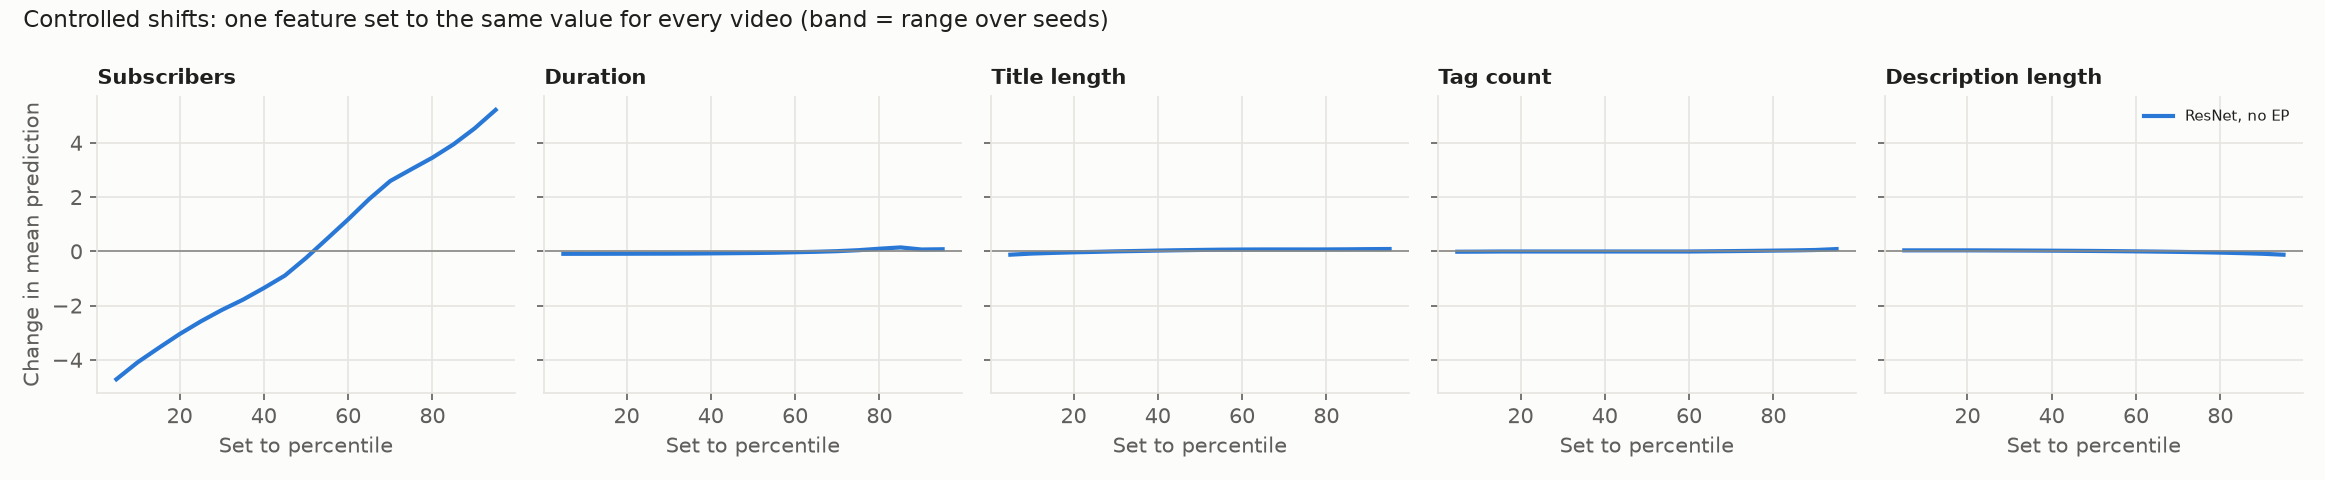 Controlled shifts: one feature set to the same value for every video (band = range over seeds)
Subscribers
Duration
Title length
Tag count
Description length
Change in mean prediction
4
2
0
−2
−4
ResNet, no EP
20 40 60 80
20 40 60 80
20 40 60 80
20 40 60 80
20 40 60 80
Set to percentile
Set to percentile
Set to percentile
Set to percentile
Set to percentile